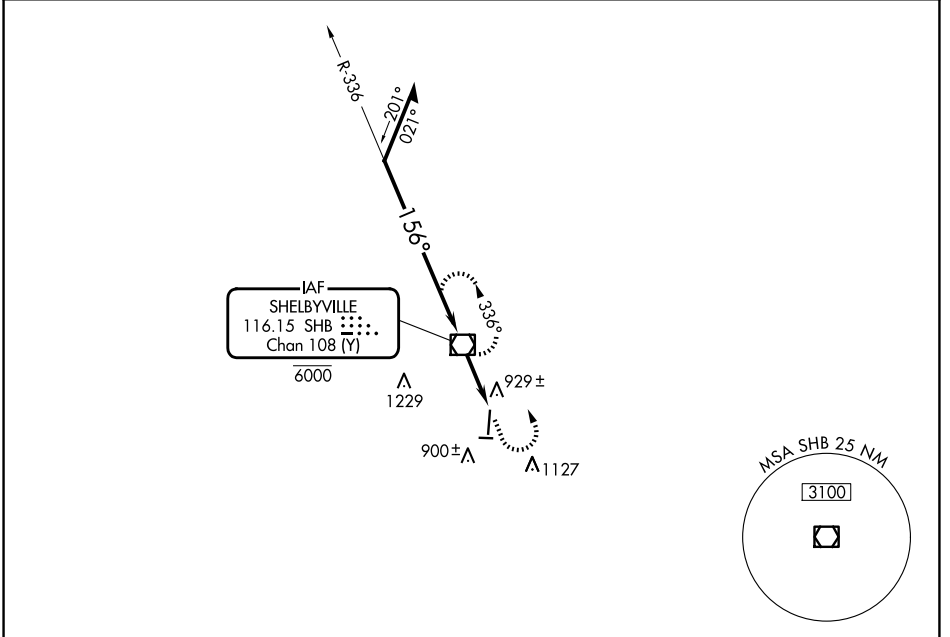 R-336
201°
021°
156°
IAF
SHELBYVILLE
116.15 SHB
Chan 108 (Y)
6000
336°
929 ±
1229
900 ±
1127
MSA SHB 25 NM
3100